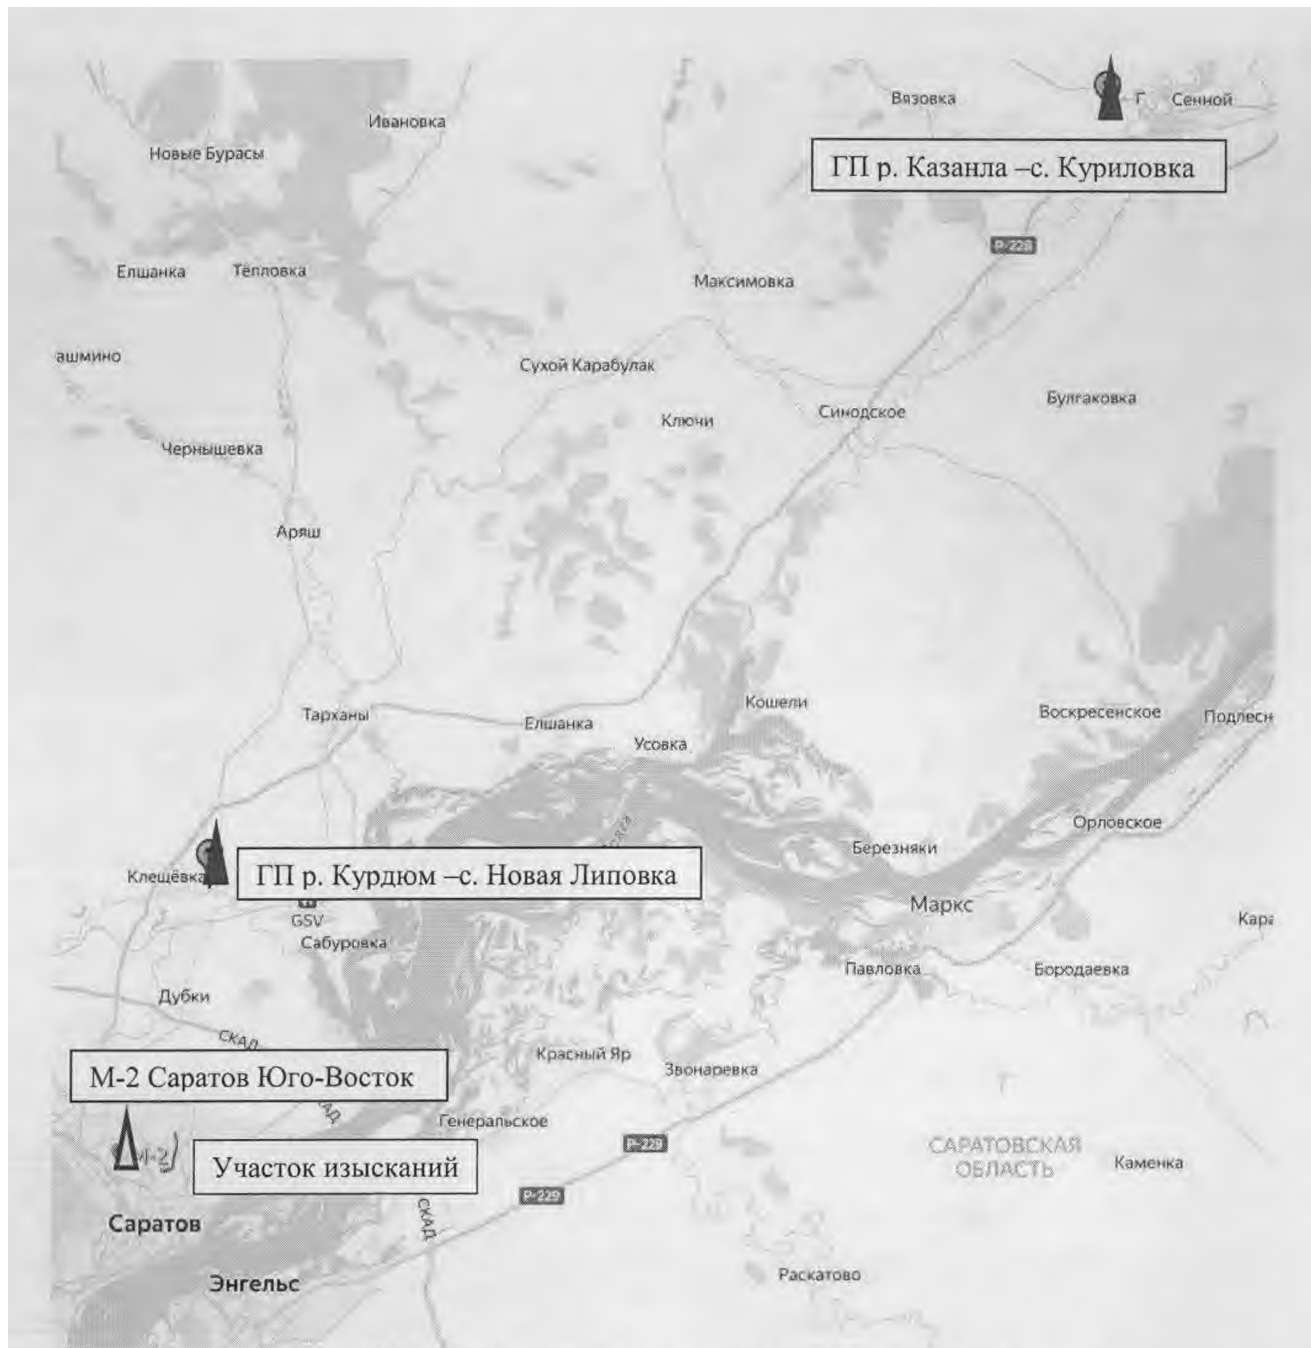 Вязовка
Г
Сенной
Ивановка
Новые Бурасы
ГП р. Казанла –с. Куриловка
Р-228
Елшанка
Тёпловка
Максимовка
ашмино
Сухой Карабулак
Ключи
Синодское
Булгаковка
Чернышевка
Аряш
Тарханы
Елшанка
Кошели
Усовка
Воскресенское
Подлесн
Орловское
Березняки
Клещёвка
ГП р. Курдюм –с. Новая Липовка
Маркс
GSV
Сабуровка
Кара
Павловка
Бородаевка
Дубки
СКАД
Красный Яр
Звонаревка
М-2 Саратов Юго-Восток
Генеральское
Р-229
САРАТОВСКАЯ
ОБЛАСТЬ
Каменка
Участок изысканий
Р-229
СКАД
Саратов
Энгельс
Раскатово